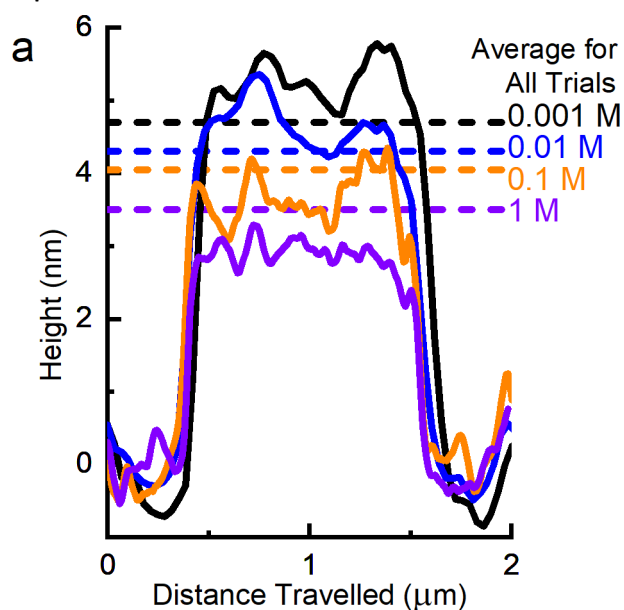 a
6
4
2
0
Height (nm)
Average for
All Trials
0.001 M
0.01 M
0.1 M
1 M
0
1
2
Distance Travelled (μm)